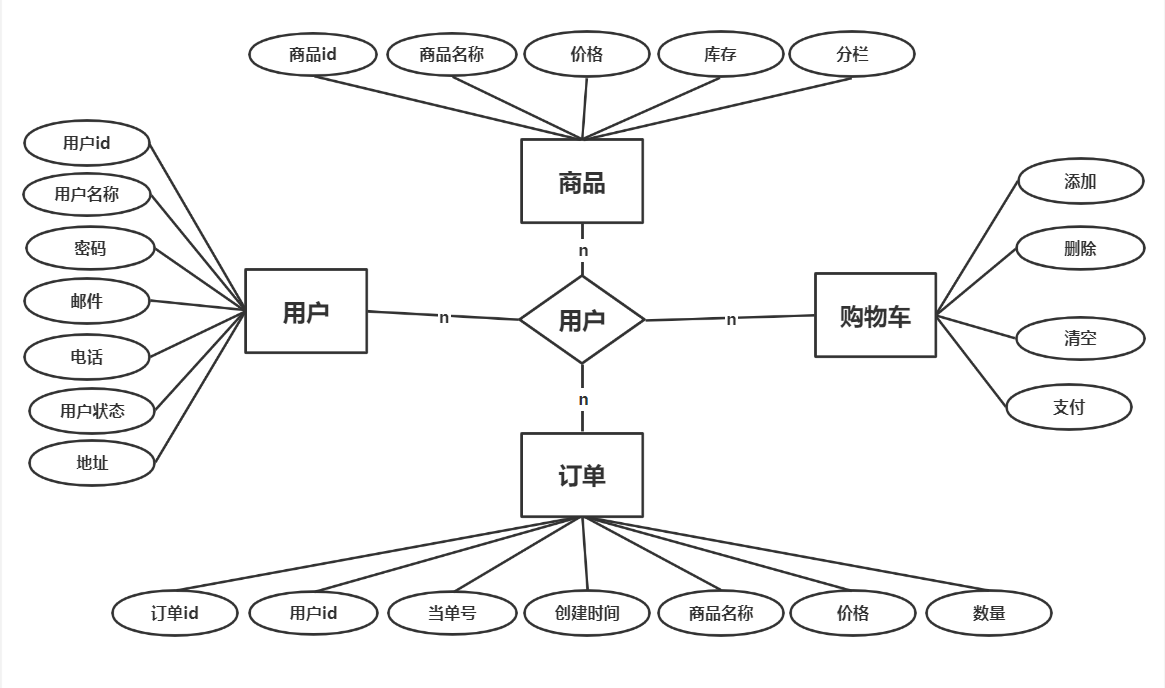 商品id
商品名称
价格
库存
分栏
商品
用户id
用户名称
密码
邮件
电话
用户状态
地址
用户
n
n
用户
n
n
购物车
添加
删除
清空
支付
订单
订单id
用户id
当单号
创建时间
商品名称
价格
数量